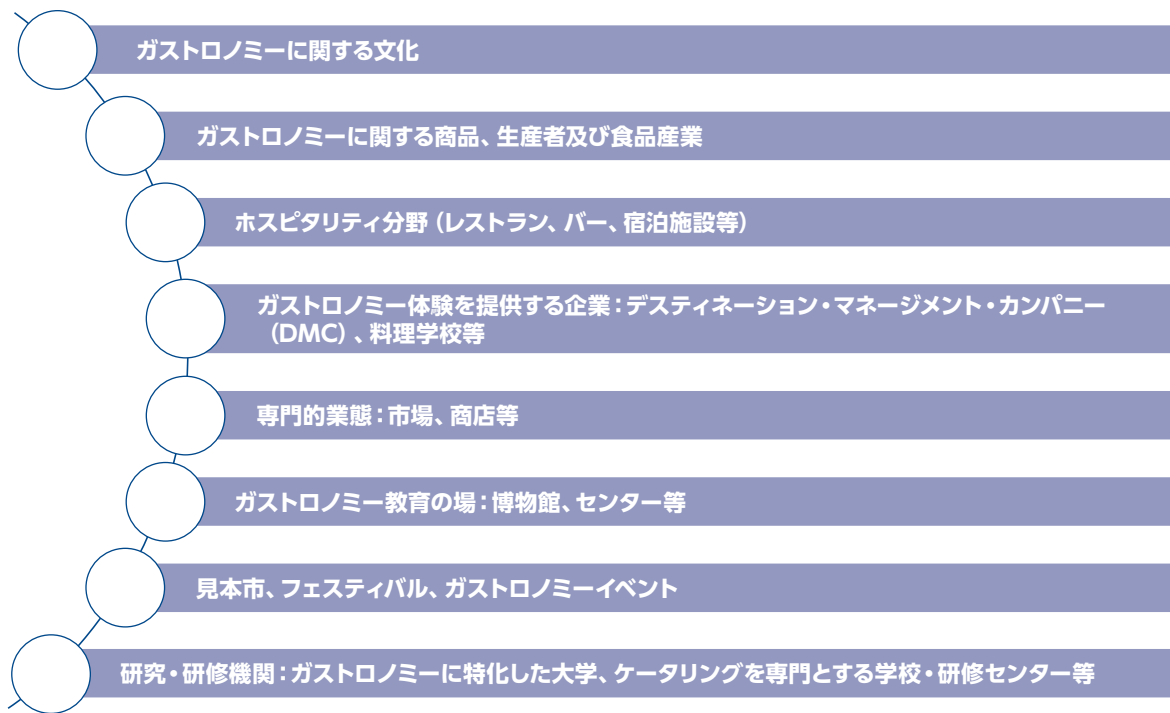 ガストロノミーに関する文化
ガストロノミーに関する商品、生産者及び食品産業
ホスピタリティ分野（レストラン、バー、宿泊施設等）
ガストロノミー体験を提供する企業：デスティネーション・マネージメント・カンパニー
（DMC）、料理学校等
専門的業態：市場、商店等
ガストロノミー教育の場：博物館、センター等
見本市、フェスティバル、ガストロノミーイベント
研究・研修機関：ガストロノミーに特化した大学、ケータリングを専門とする学校・研修センター等